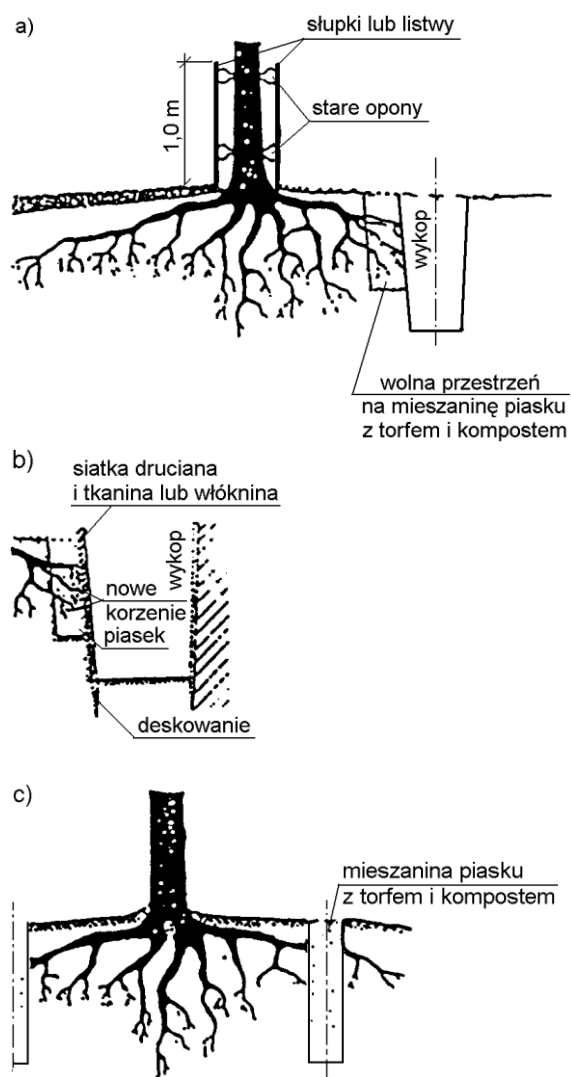 a)
słupki lub listwy
stare opony
1,0 m
wykop
wolna przestrzeń
na mieszaninę piasku
z torfem i kompostem
b)
siatka druciana
i tkanina lub włóknina
wykop
nowe
korzenie
piasek
deskowanie
c)
mieszanina piasku
z torfem i kompostem